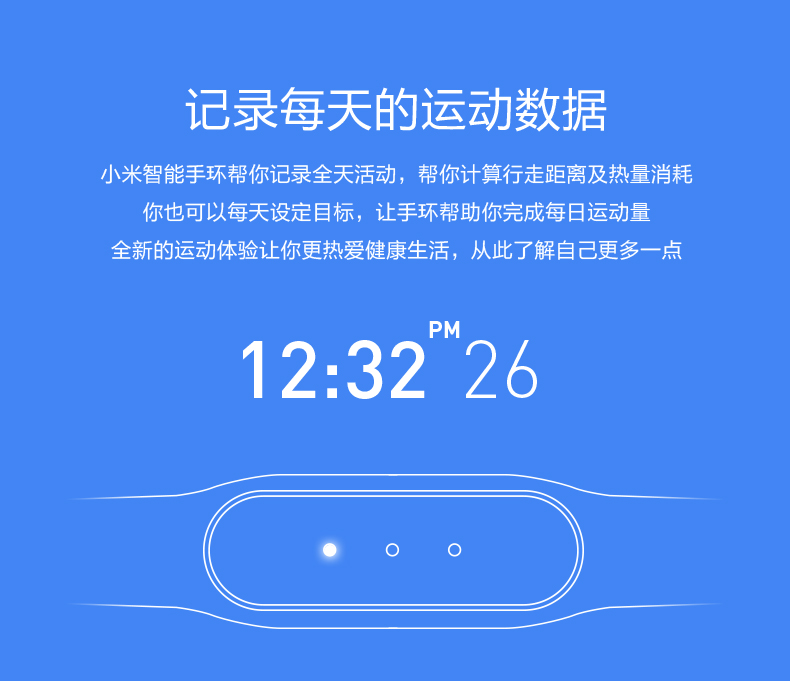 记录每天的运动数据
小米智能手环帮你记录全天活动，帮你计算行走距离及热量消耗
你也可以每天设定目标，让手环帮助你完成每日运动量
全新的运动体验让你更热爱健康生活，从此了解自己更多一点
12:32 PM 26